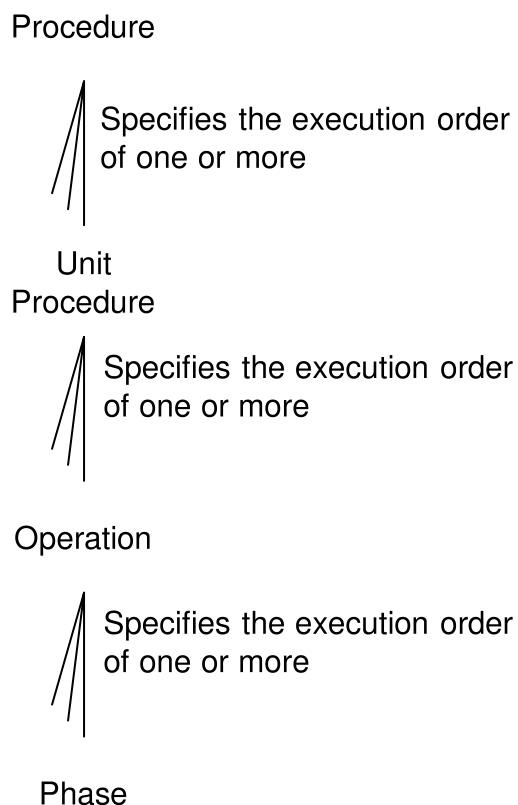 Procedure
Specifies the execution order
of one or more
Unit
Procedure
Specifies the execution order
of one or more
Operation
Specifies the execution order
of one or more
Phase